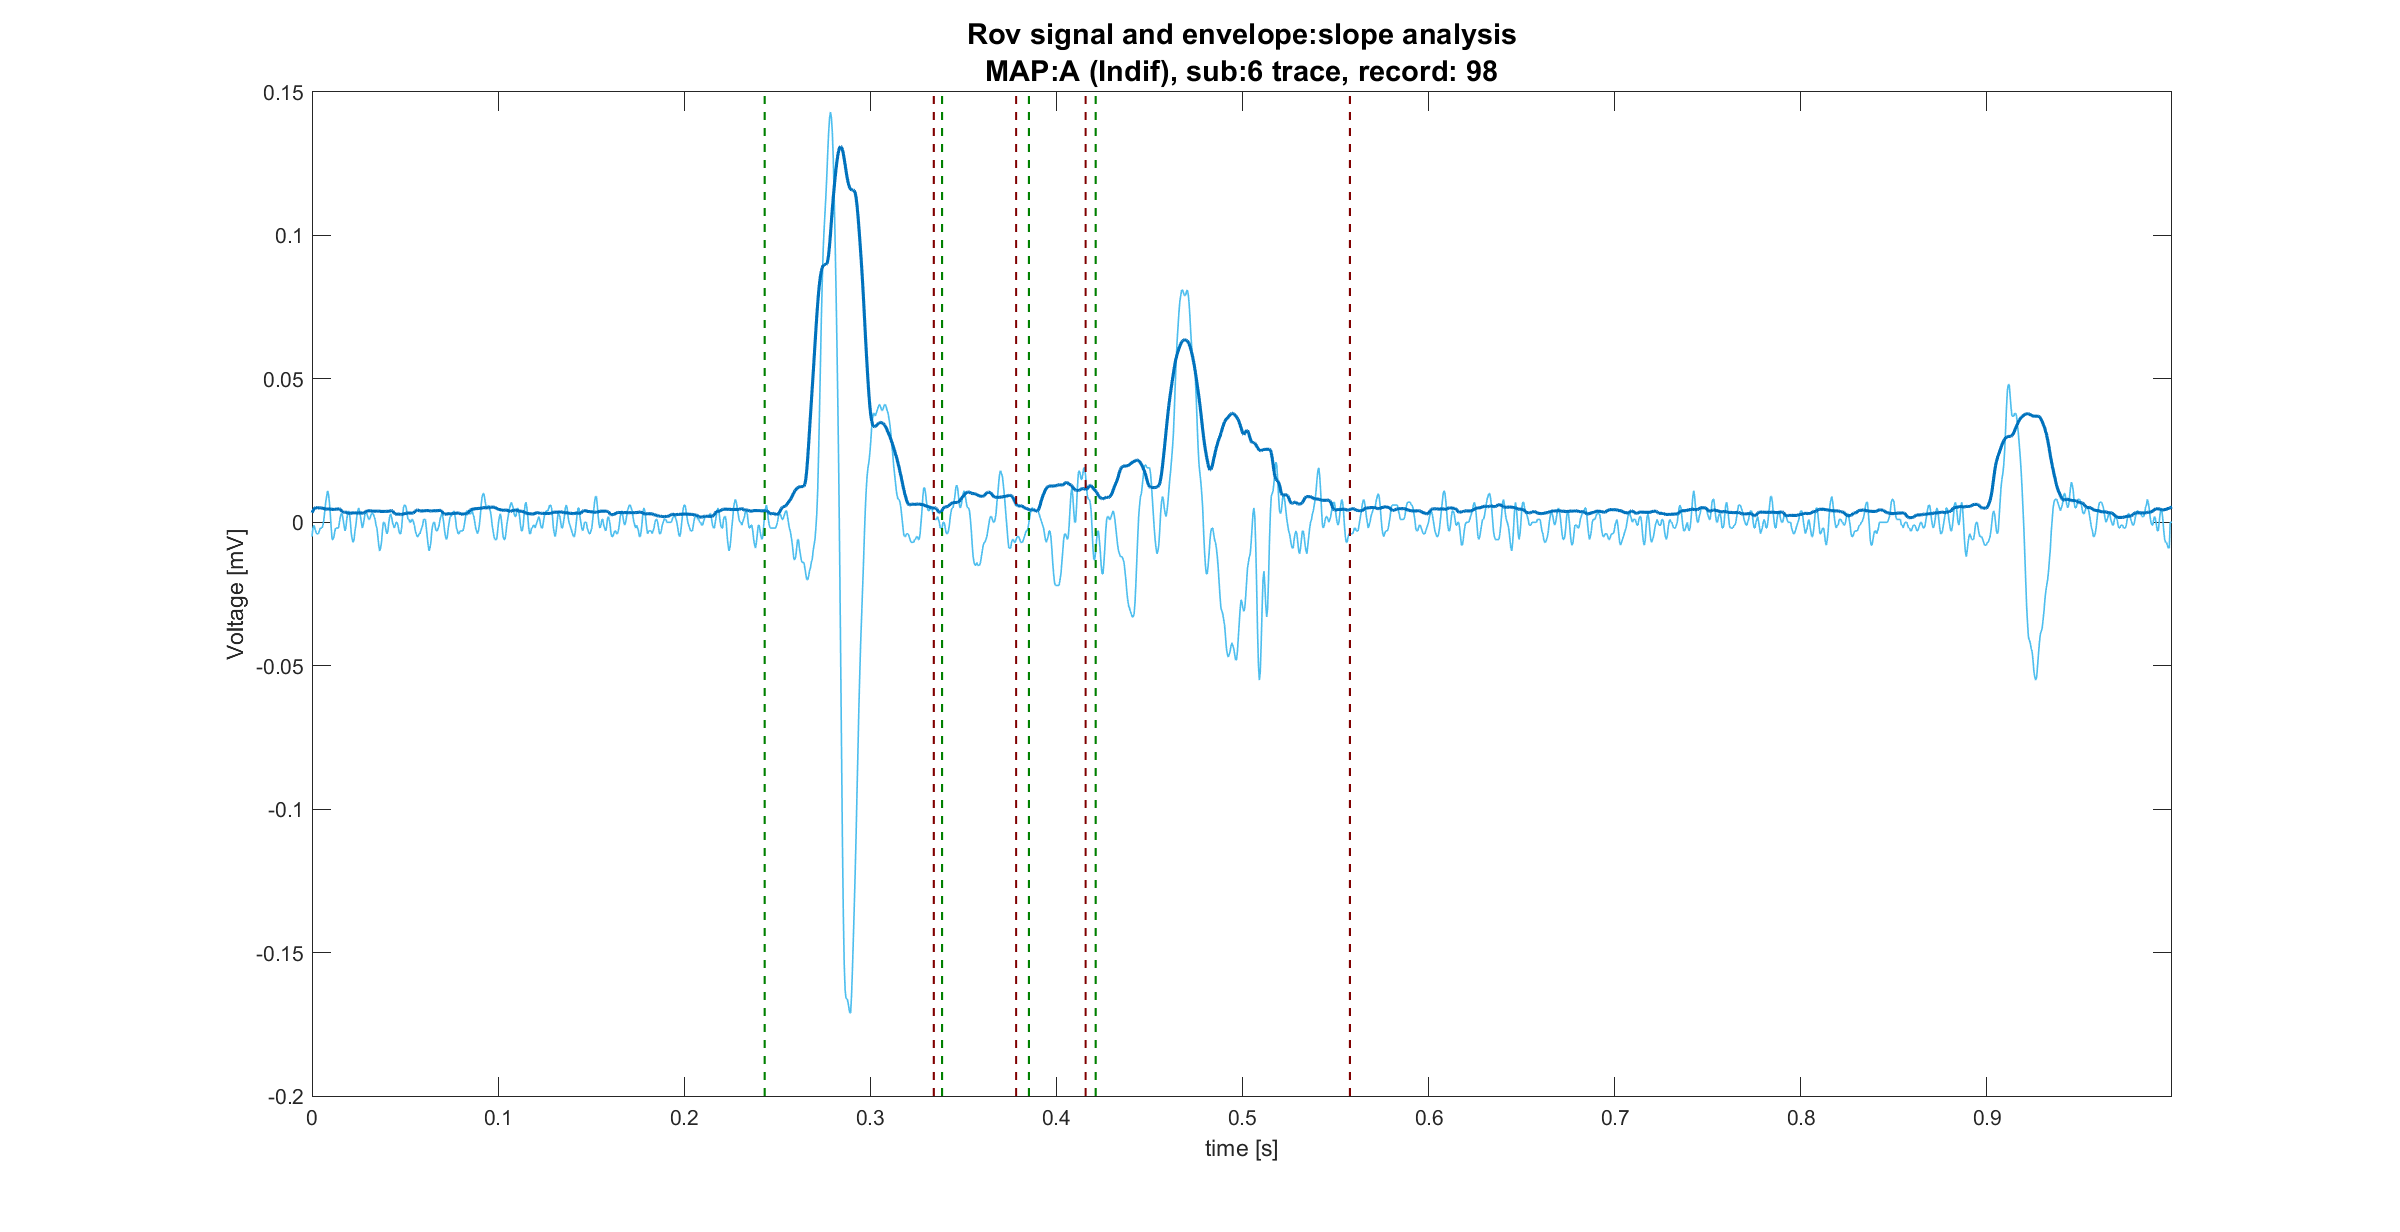 Rov signal and envelope:slope analysis
MAP:A (Indif), sub:6 trace, record: 98
0.15
0.1
0.05
0
-0.05
-0.1
-0.15
-0.2
Voltage [mV]
0 0.1 0.2 0.3 0.4 0.5 0.6 0.7 0.8 0.9
time [s]